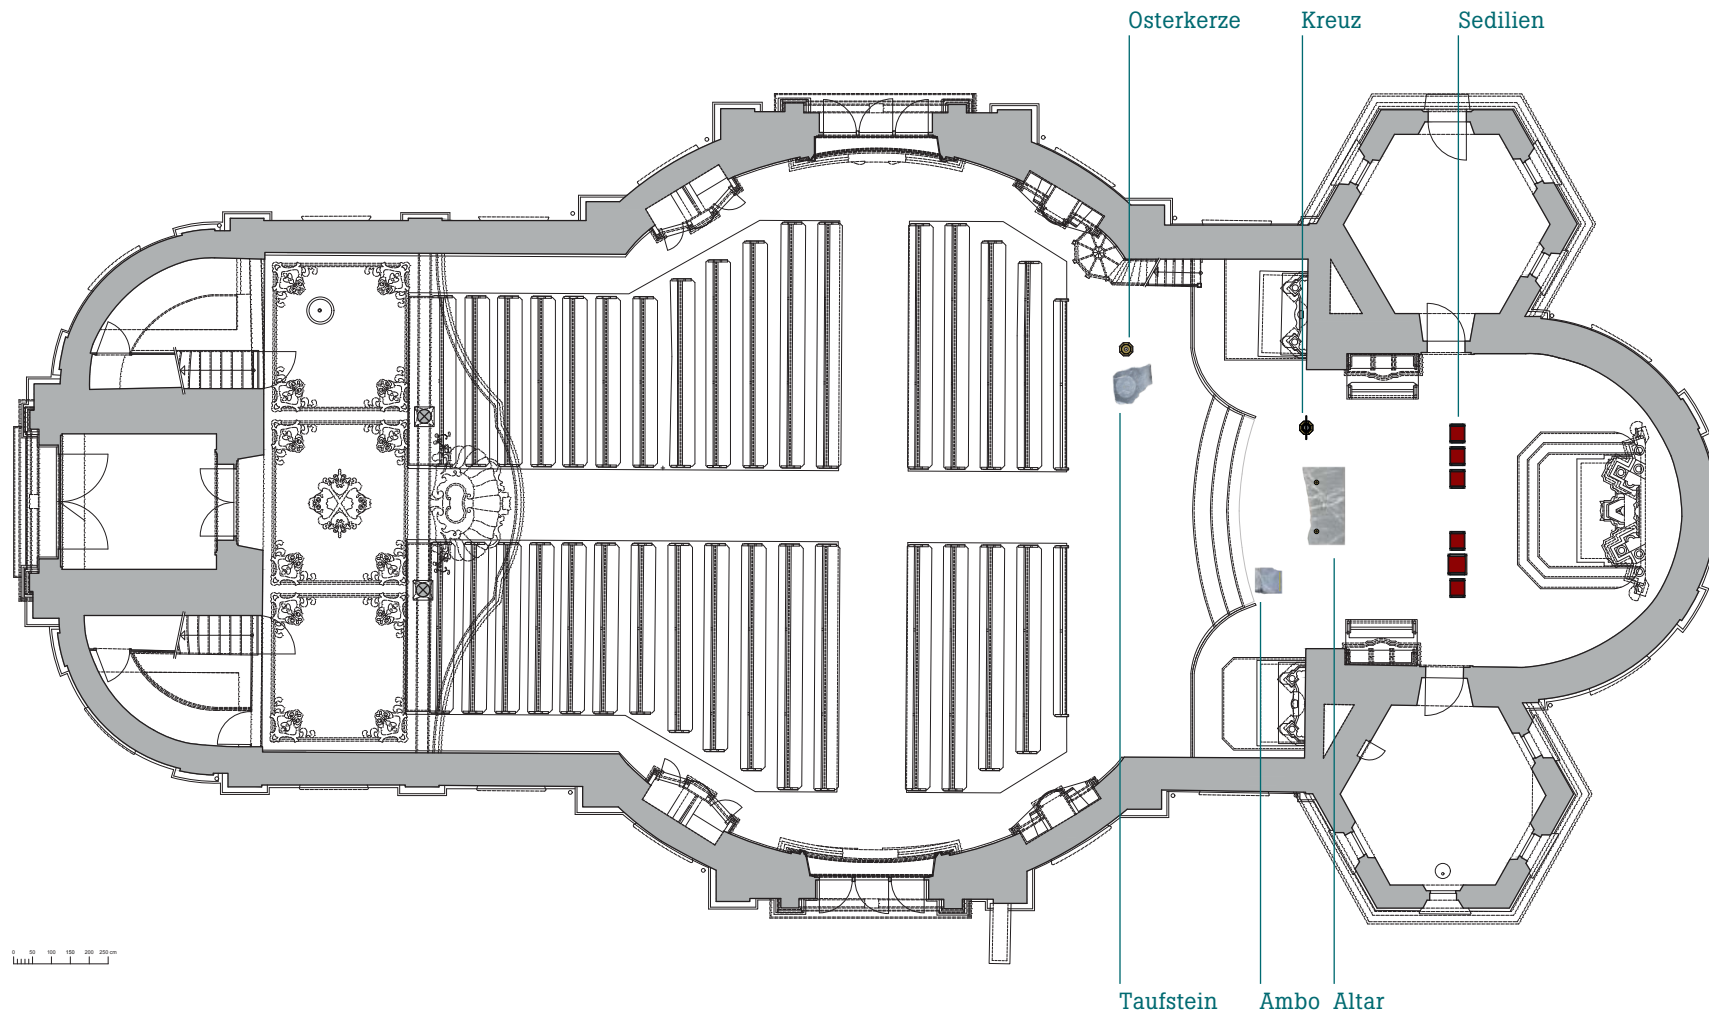 Osterkerze Kreuz Sedilien
0 50 100 150 200 250 cm
Taufstein Ambo Altar